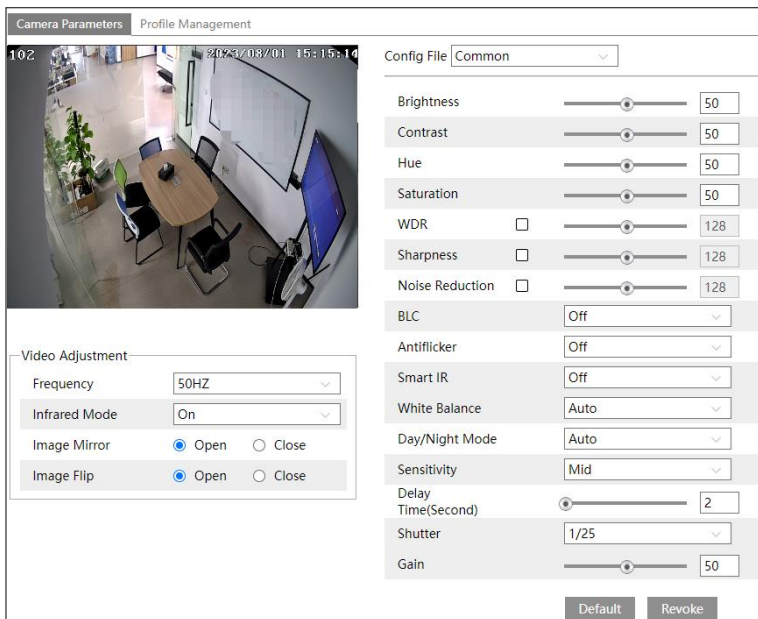 Camera Parameters Profile Management
102 2023/08/01 15:15:14
Config File Common
Brightness 50
Contrast 50
Hue 50
Saturation 50
WDR 128
Sharpness 128
Noise Reduction 128
BLC Off
Antiflicker Off
Smart IR Off
White Balance Auto
Day/Night Mode Auto
Sensitivity Mid
Delay
Time(Second) 2
Shutter 1/25
Gain 50
Default Revoke
Video Adjustment
Frequency 50HZ
Infrared Mode On
Image Mirror Open Close
Image Flip Open Close